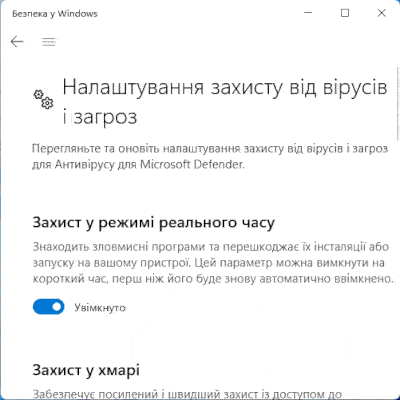 Безпека у Windows
Налаштування захисту від вірусів
і загроз
Перегляньте та оновіть налаштування захисту від вірусів і загроз
для Антивірусу для Microsoft Defender.
Захист у режимі реального часу
Знаходить зловмисні програми та перешкоджає їх інсталяції або
запуску на вашому пристрої. Цей параметр можна вимкнути на
короткий час, перш ніж його буде знову автоматично ввімкнено.
Увімкнуто
Захист у хмарі
Забезпечує посилений і швидший захист із доступом до